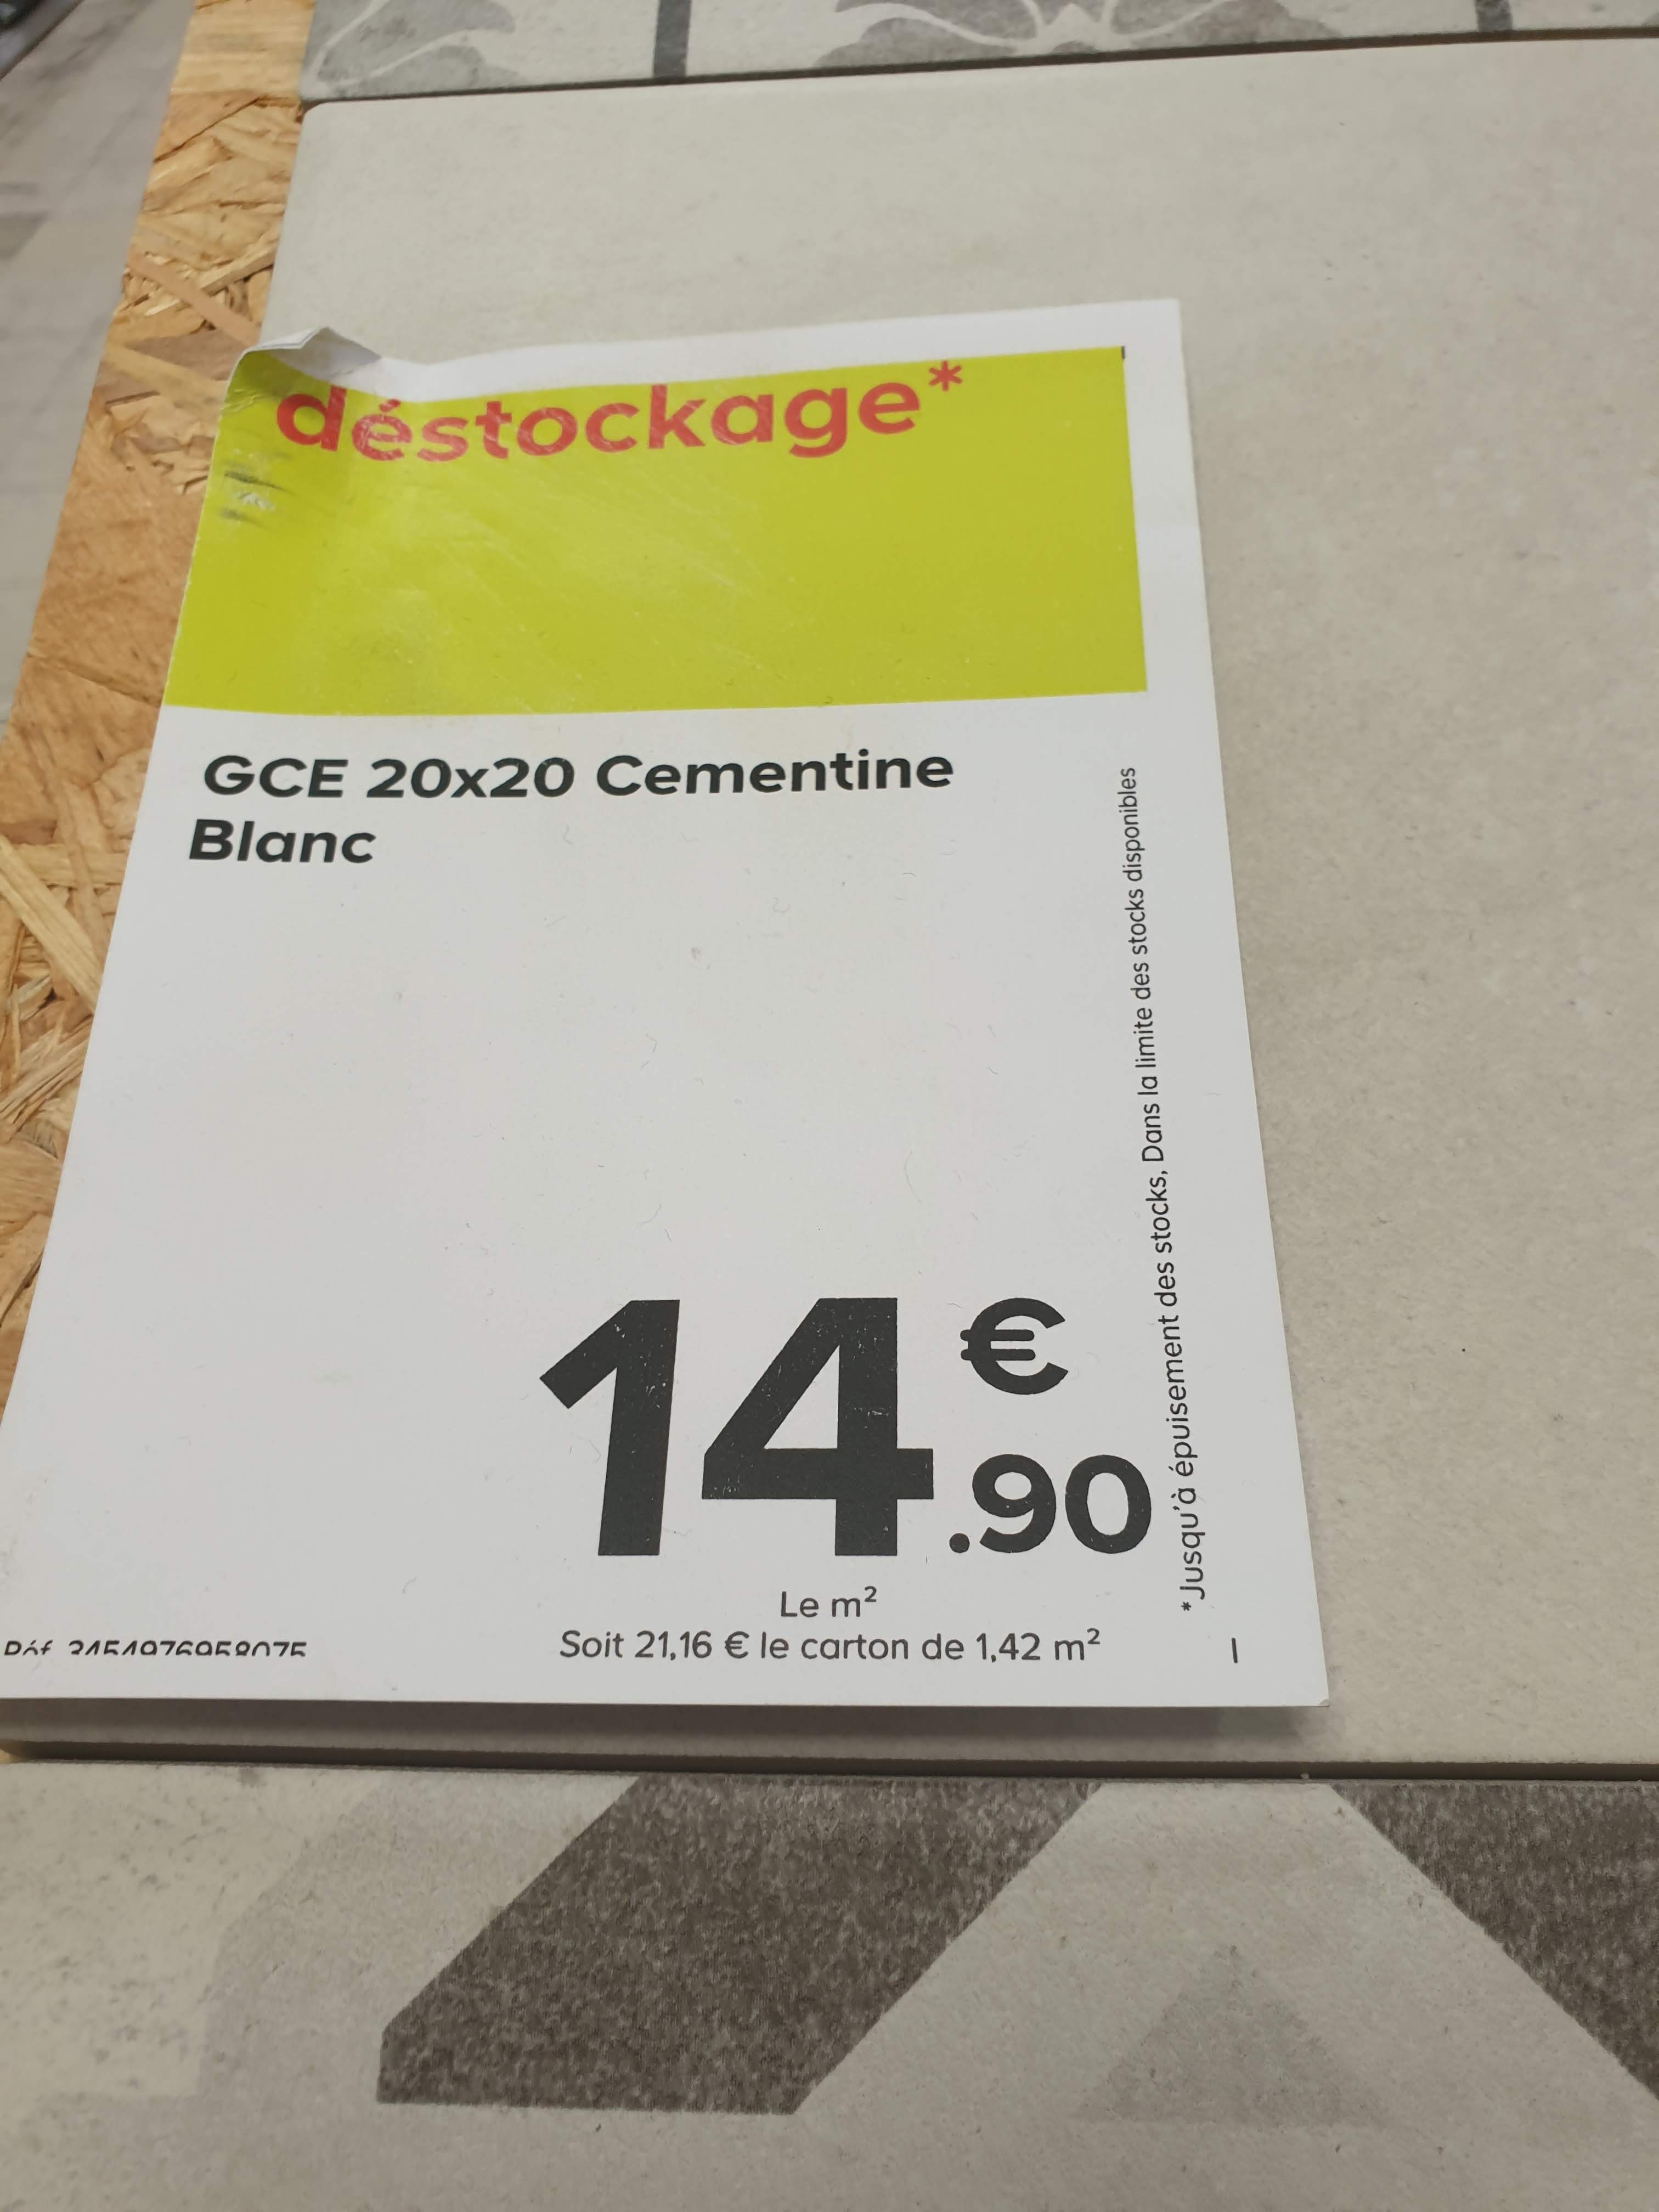 déstockage*
GCE 20x20 Cementine
Blanc
14€.90
Le m²
Soit 21,16 € le carton de 1,42 m²
*Jusqu'à épuisement des stocks, Dans la limite des stocks disponibles